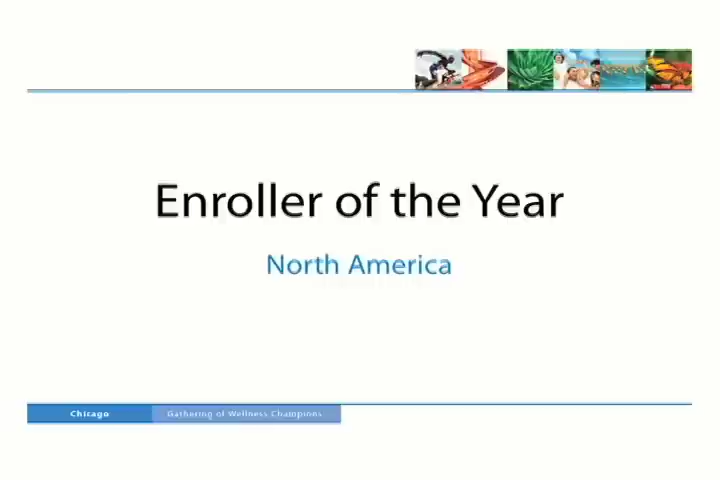 Enroller of the Year
North America
Chicago Gathering of Wellness Champions